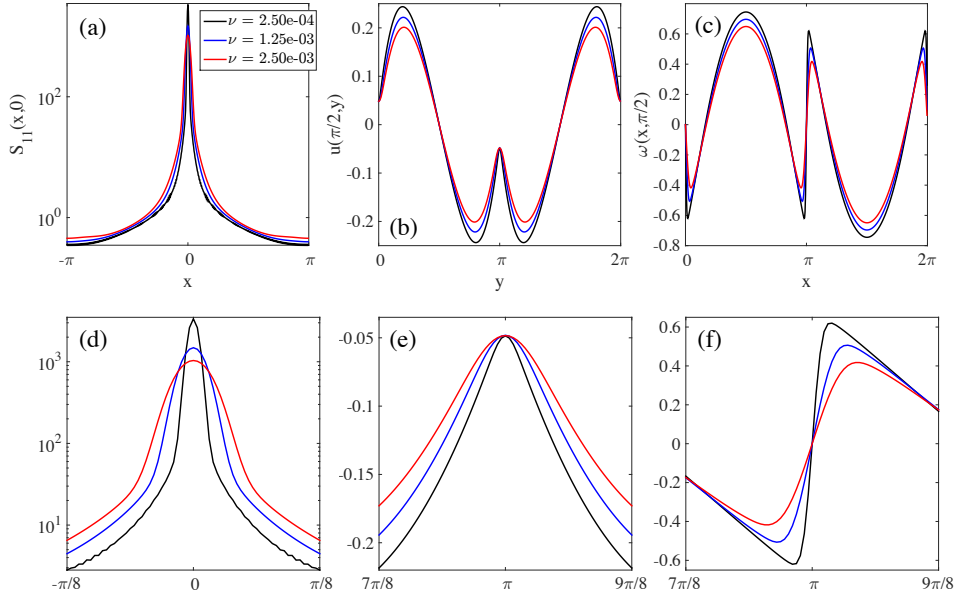 (a)
ν = 2.50e-04
ν = 1.25e-03
ν = 2.50e-03
S11(x,0)
10^2
10^0
-π 0 π
x
(b)
u(π/2,y)
0.2
0.1
0
-0.1
-0.2
0 π 2π
y
(c)
ω(x,π/2)
0.6
0.4
0.2
0
-0.2
-0.4
-0.6
-0.8
0 π 2π
x
(d)
10^3
10^2
10^1
-π/8 0 π/8
(e)
-0.05
-0.1
-0.15
-0.2
7π/8 π 9π/8
(f)
0.6
0.4
0.2
0
-0.2
-0.4
-0.6
7π/8 π 9π/8